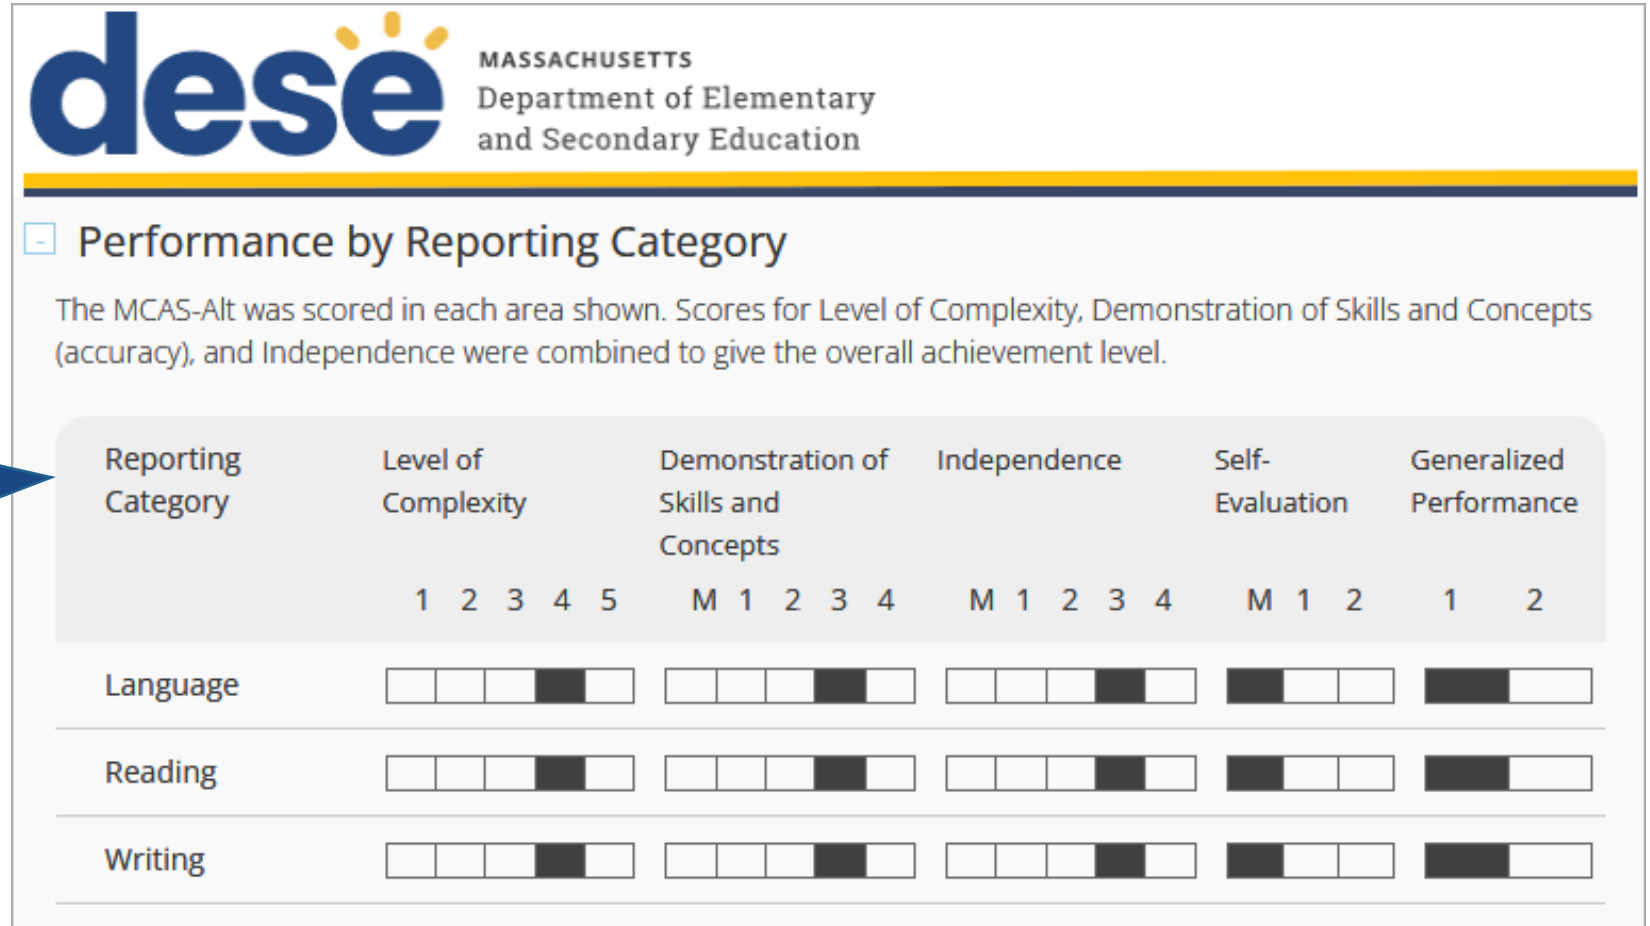 dese
MASSACHUSETTS
Department of Elementary
and Secondary Education
- Performance by Reporting Category
The MCAS-Alt was scored in each area shown. Scores for Level of Complexity, Demonstration of Skills and Concepts
(accuracy), and Independence were combined to give the overall achievement level.
Reporting Category
Level of Complexity
Demonstration of Skills and Concepts
Independence
Self-Evaluation
Generalized Performance
1 2 3 4 5 M 1 2 3 4 M 1 2 3 4 M 1 2 1 2
Language
Reading
Writing